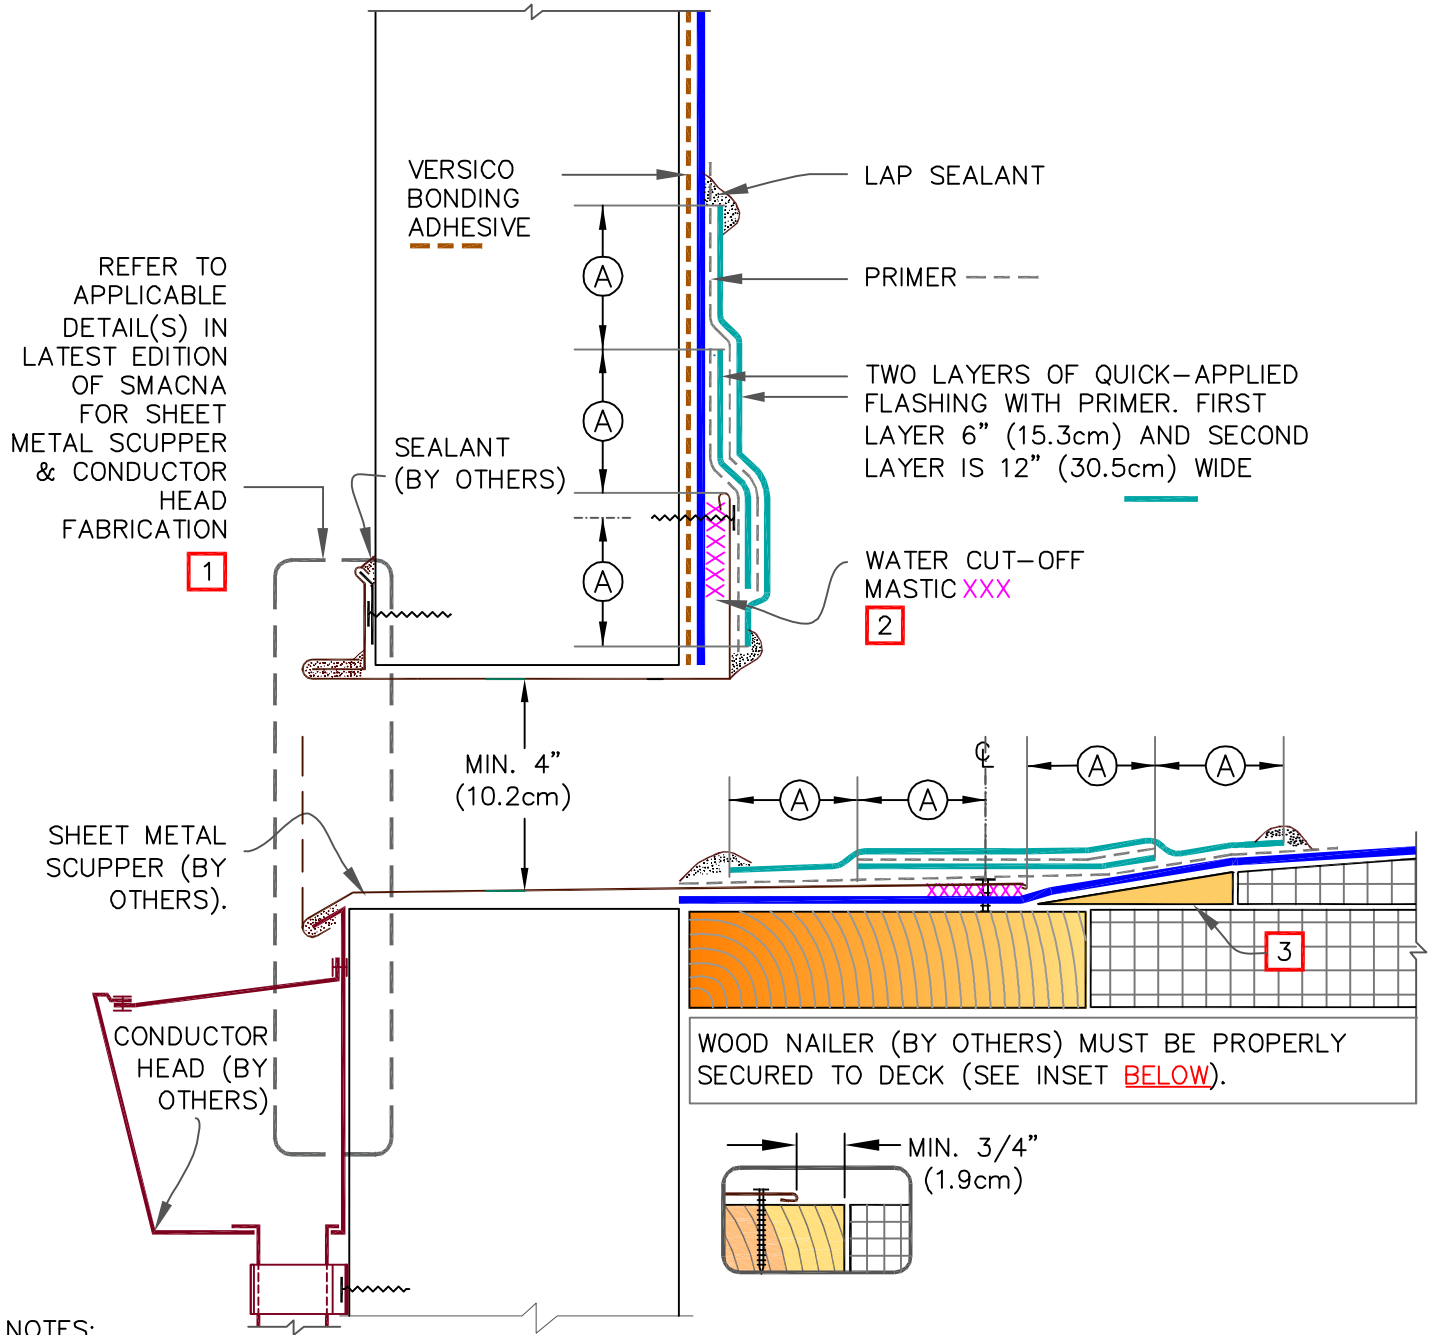 VERSICO
BONDING
ADHESIVE
LAP SEALANT
A
PRIMER
REFER TO
APPLICABLE
DETAIL(S) IN
LATEST EDITION
OF SMACNA
FOR SHEET
METAL SCUPPER
& CONDUCTOR
HEAD
FABRICATION
1
TWO LAYERS OF QUICK-APPLIED
FLASHING WITH PRIMER. FIRST
LAYER 6" (15.3cm) AND SECOND
LAYER IS 12" (30.5cm) WIDE
A
SEALANT
(BY OTHERS)
WATER CUT-OFF
MASTIC XXX
2
A
MIN. 4"
(10.2cm)
℄
A
A
A
A
SHEET METAL
SCUPPER (BY
OTHERS).
3
CONDUCTOR
HEAD (BY
OTHERS)
WOOD NAILER (BY OTHERS) MUST BE PROPERLY
SECURED TO DECK (SEE INSET BELOW).
MIN. 3/4"
(1.9cm)
NOTES: